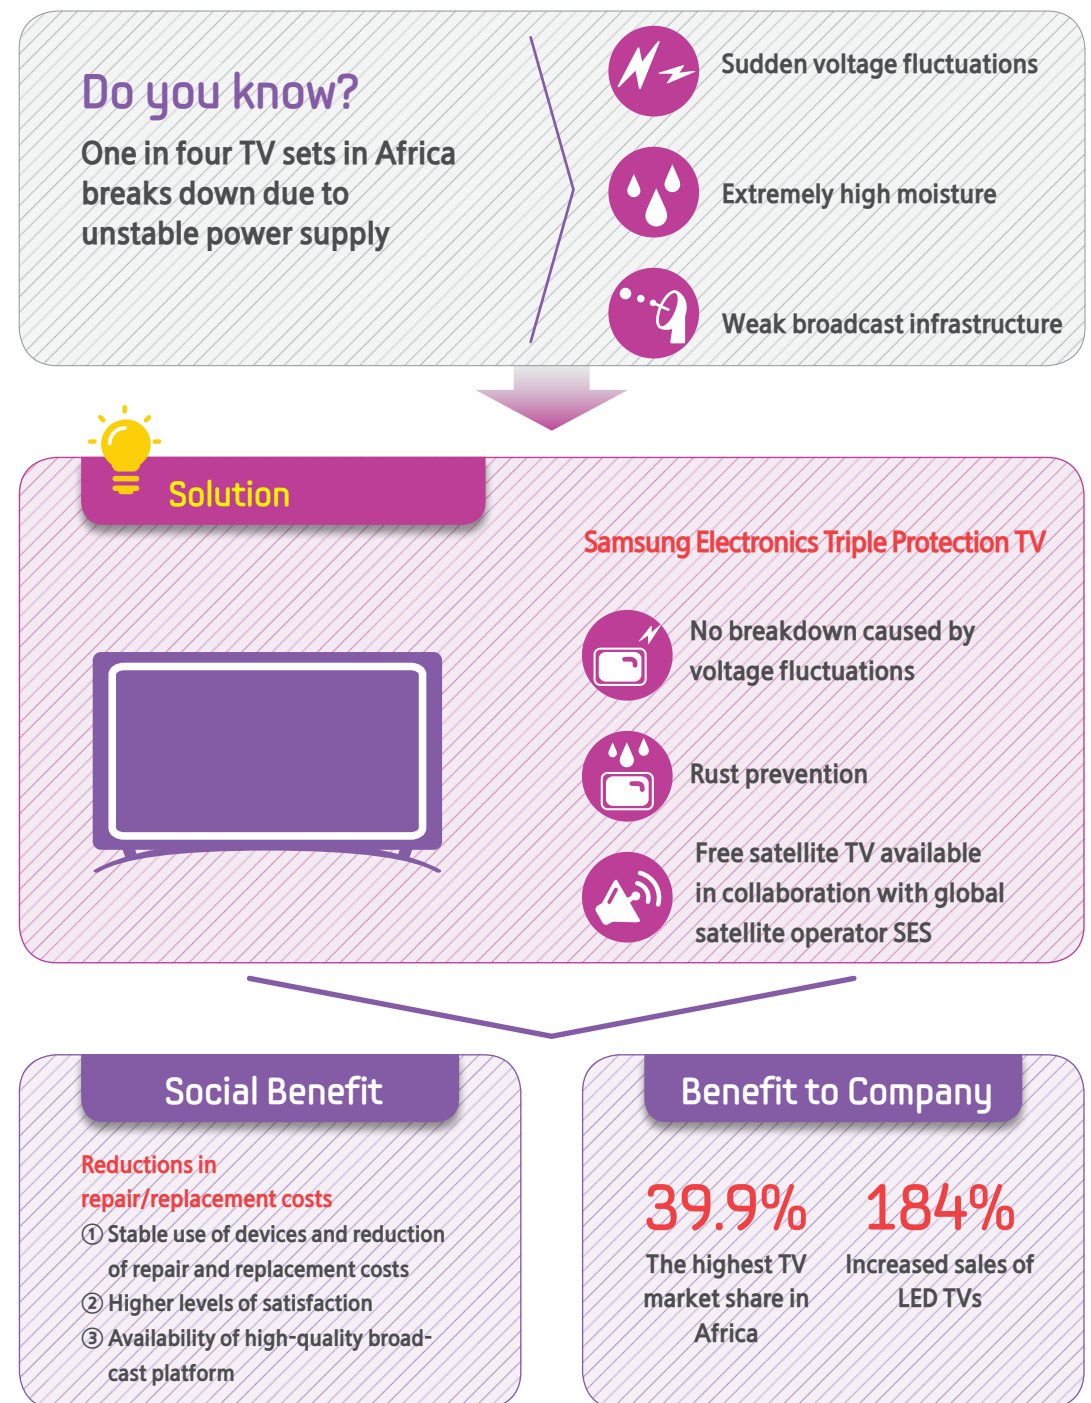 Do you know?
One in four TV sets in Africa
breaks down due to
unstable power supply
Sudden voltage fluctuations
Extremely high moisture
Weak broadcast infrastructure
Solution
Samsung Electronics Triple Protection TV
No breakdown caused by
voltage fluctuations
Rust prevention
Free satellite TV available
in collaboration with global
satellite operator SES
Social Benefit
Reductions in
repair/replacement costs
① Stable use of devices and reduction
of repair and replacement costs
② Higher levels of satisfaction
③ Availability of high-quality broad-
cast platform
Benefit to Company
39.9%
The highest TV
market share in
Africa
184%
Increased sales of
LED TVs